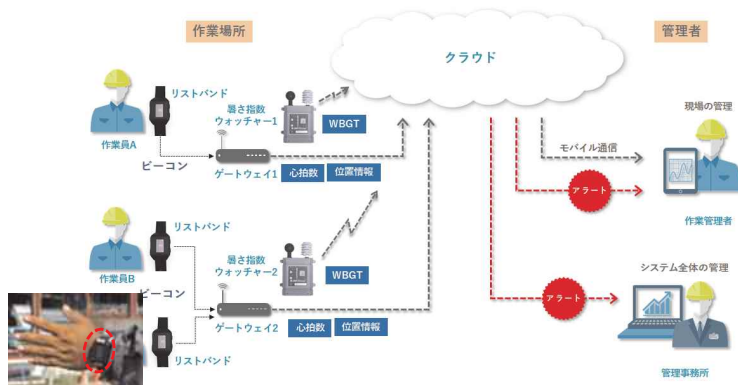 作業場所
管理者
クラウド
リストバンド
作業員A
ビーコン
暑さ指数
ウォッチャー1
WBGT
ゲートウェイ1
心拍数
位置情報
モバイル通信
現場の管理
アラート
作業管理者
リストバンド
作業員B
ビーコン
暑さ指数
ウォッチャー2
WBGT
ゲートウェイ2
心拍数
位置情報
リストバンド
システム全体の管理
アラート
管理事務所